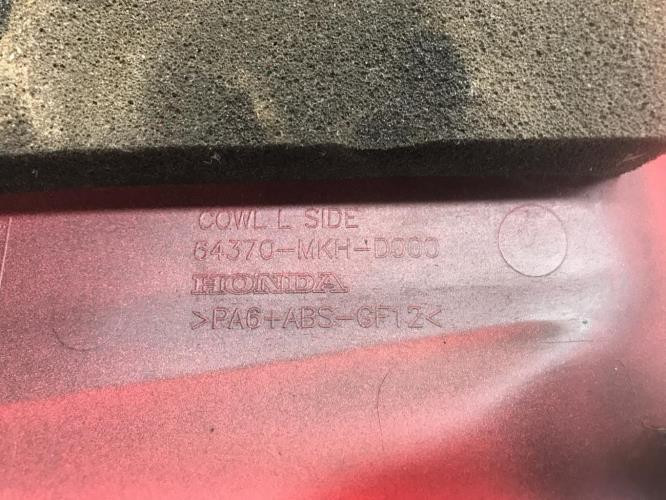 COWL L SIDE
64370-MKH-D000
HONDA
>PA6+ABS-GF12<